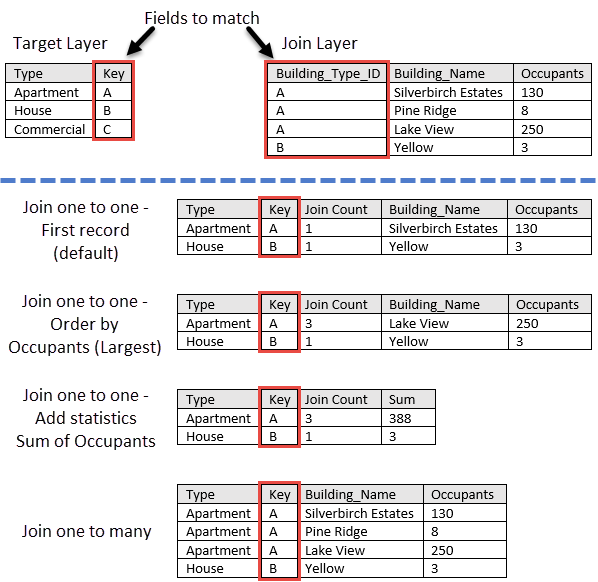 Fields to match
Target Layer
Join Layer
Type Key
Apartment A
House B
Commercial C
Building_Type_ID Building_Name Occupants
A Silverbirch Estates 130
A Pine Ridge 8
A Lake View 250
B Yellow 3
Join one to one -
First record
(default)
Type Key Join Count Building_Name Occupants
Apartment A 1 Silverbirch Estates 130
House B 1 Yellow 3
Join one to one -
Order by
Occupants (Largest)
Type Key Join Count Building_Name Occupants
Apartment A 3 Lake View 250
House B 1 Yellow 3
Join one to one -
Add statistics
Sum of Occupants
Type Key Join Count Sum
Apartment A 3 388
House B 1 3
Join one to many
Type Key Building_Name Occupants
Apartment A Silverbirch Estates 130
Apartment A Pine Ridge 8
Apartment A Lake View 250
House B Yellow 3